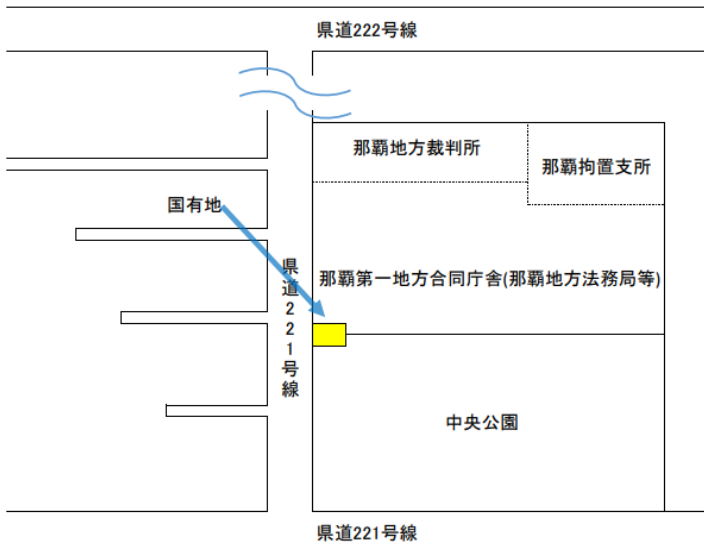 県道222号線
那覇地方裁判所
那覇拘置支所
国有地
県道221号線
那覇第一地方合同庁舎(那覇地方法務局等)
中央公園
県道221号線